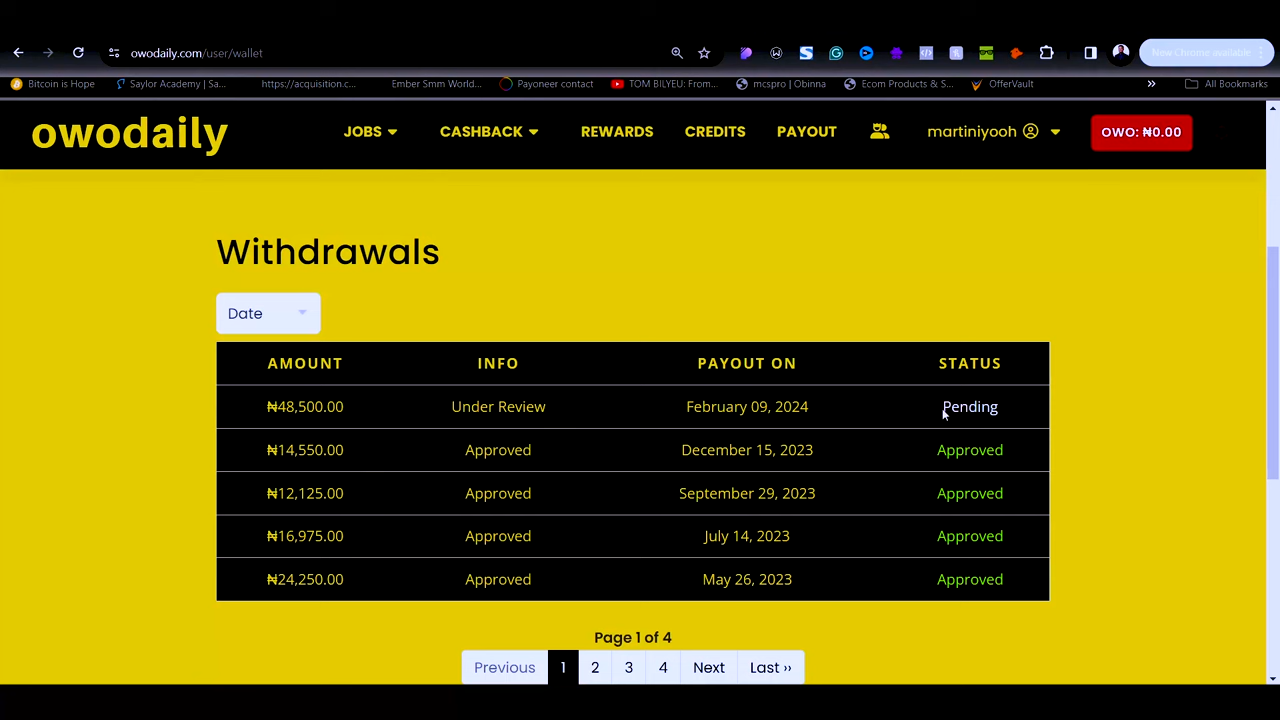 owodaily.com/user/wallet
New Chrome available
Bitcoin is Hope
Saylor Academy | Sa...
https://acquisition.c...
Ember Smm World...
Payoneer contact
TOM BILYEU: From...
mcspro | Obinna
Ecom Products & S...
OfferVault
All Bookmarks
owodaily
JOBS
CASHBACK
REWARDS
CREDITS
PAYOUT
martiniyooh
OWO: ₦0.00
Withdrawals
Date
AMOUNT INFO PAYOUT ON STATUS
₦48,500.00 Under Review February 09, 2024 Pending
₦14,550.00 Approved December 15, 2023 Approved
₦12,125.00 Approved September 29, 2023 Approved
₦16,975.00 Approved July 14, 2023 Approved
₦24,250.00 Approved May 26, 2023 Approved
Page 1 of 4
Previous 1 2 3 4 Next Last ››